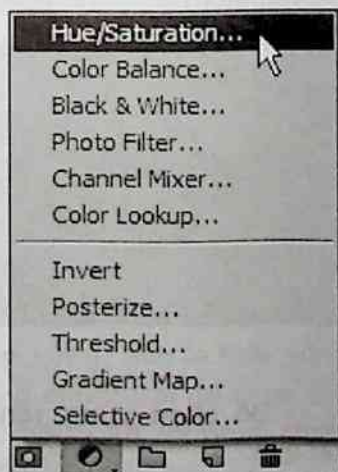 Hue/Saturation...
Color Balance...
Black & White...
Photo Filter...
Channel Mixer...
Color Lookup...
Invert
Posterize...
Threshold...
Gradient Map...
Selective Color...